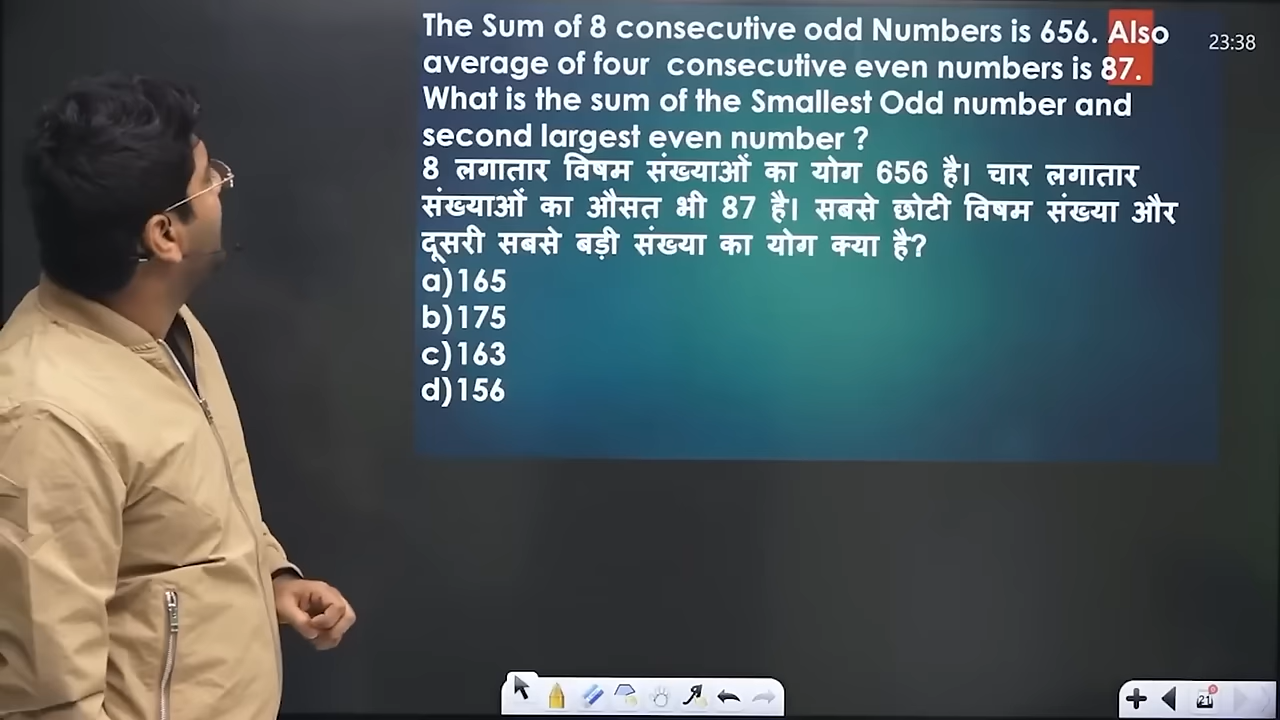 The Sum of 8 consecutive odd Numbers is 656. Also
23:38
average of four consecutive even numbers is 87.
What is the sum of the Smallest Odd number and
second largest even number ?
8 लगातार विषम संख्याओं का योग 656 है। चार लगातार
संख्याओं का औसत भी 87 है। सबसे छोटी विषम संख्या और
दूसरी सबसे बड़ी संख्या का योग क्या है?
a)165
b)175
c)163
d)156
21